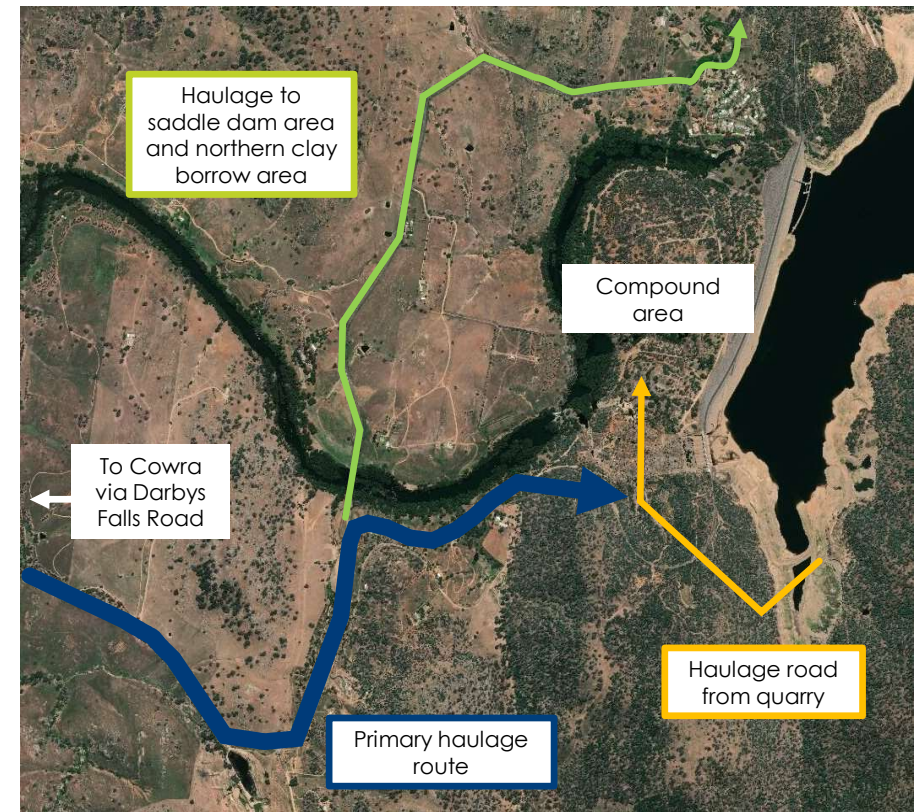 Haulage to
saddle dam area
and northern clay
borrow area
Compound
area
To Cowra
via Darbys
Falls Road
Haulage road
from quarry
Primary haulage
route